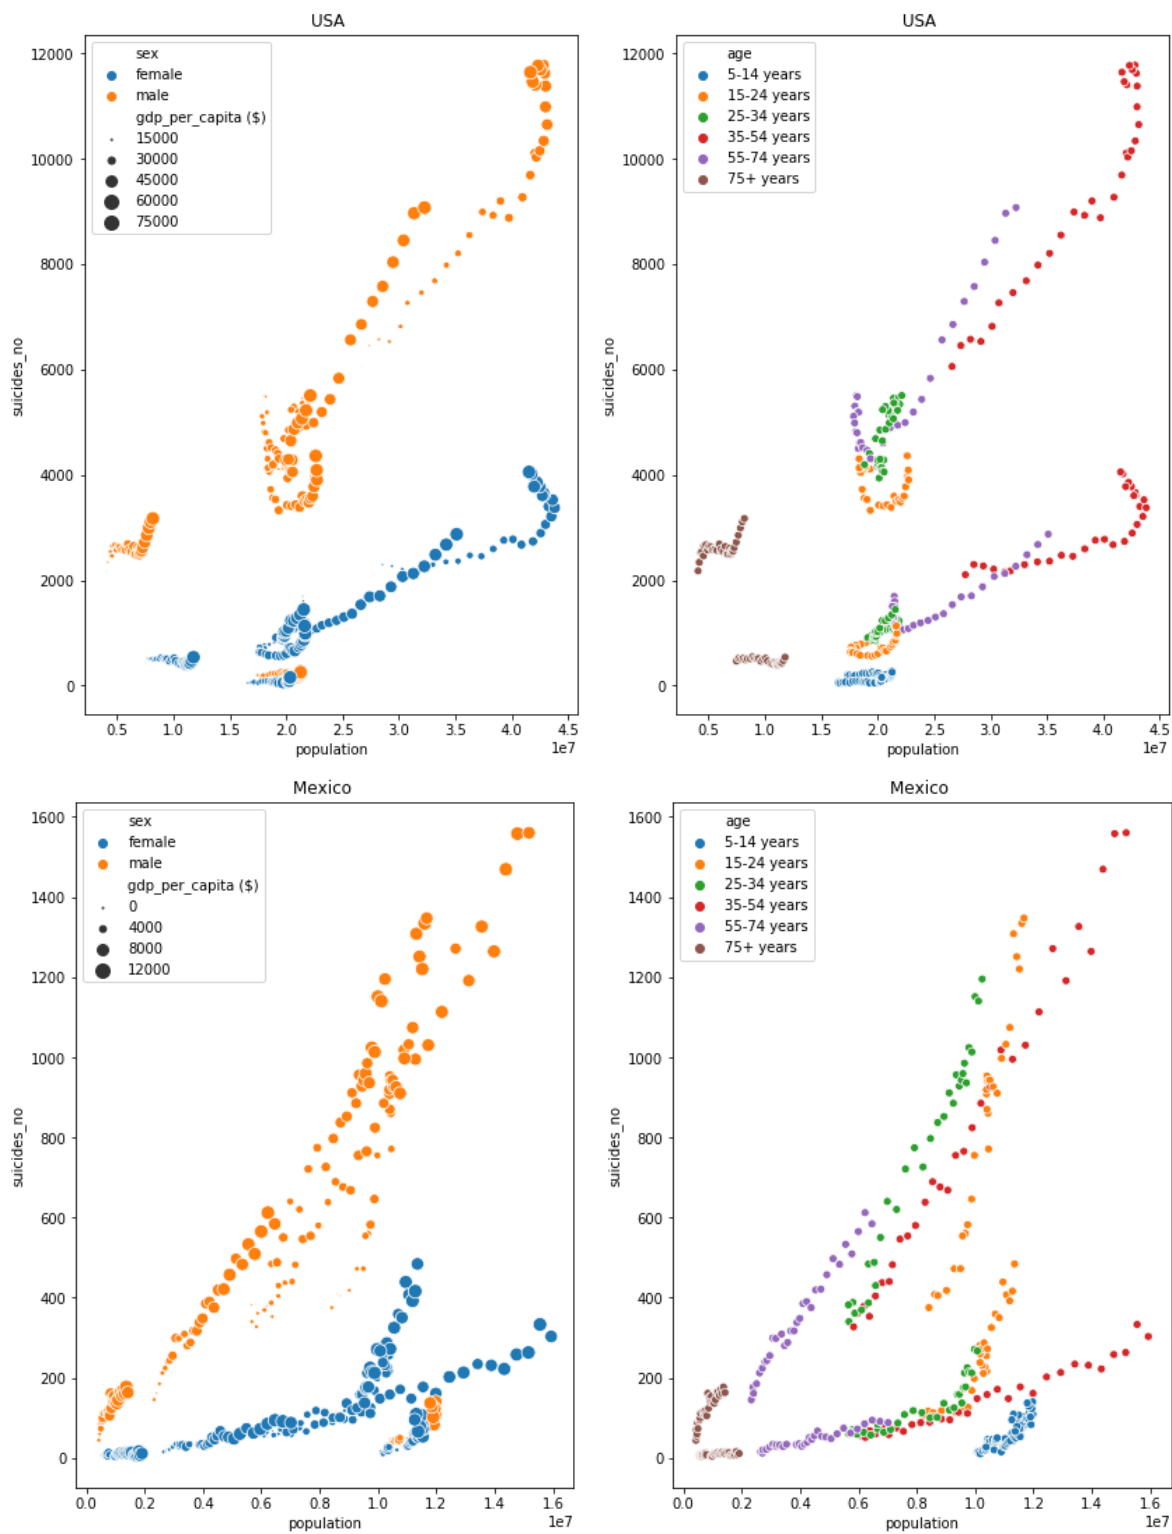 USA
sex
female
male
gdp_per_capita ($)
15000
30000
45000
60000
75000
12000
10000
8000
6000
4000
2000
0
suicides_no
0.5 1.0 1.5 2.0 2.5 3.0 3.5 4.0 4.5
1e7
population
USA
age
5-14 years
15-24 years
25-34 years
35-54 years
55-74 years
75+ years
12000
10000
8000
6000
4000
2000
0
suicides_no
0.5 1.0 1.5 2.0 2.5 3.0 3.5 4.0 4.5
1e7
population
Mexico
sex
female
male
gdp_per_capita ($)
0
4000
8000
12000
1600
1400
1200
1000
800
600
400
200
0
suicides_no
0.0 0.2 0.4 0.6 0.8 1.0 1.2 1.4 1.6
1e7
population
Mexico
age
5-14 years
15-24 years
25-34 years
35-54 years
55-74 years
75+ years
1600
1400
1200
1000
800
600
400
200
0
suicides_no
0.0 0.2 0.4 0.6 0.8 1.0 1.2 1.4 1.6
1e7
population